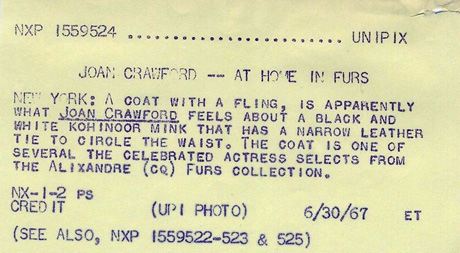 NXP 1559524 ........................ UNIPIX
JOAN CRAWFORD -- AT HOME IN FURS
NEW YORK: A COAT WITH A FLING, IS APPARENTLY
WHAT JOAN CRAWFORD FEELS ABOUT A BLACK AND
WHITE KOHINOOR MINK THAT HAS A NARROW LEATHER
TIE TO CIRCLE THE WAIST. THE COAT IS ONE OF
SEVERAL THE CELEBRATED ACTRESS SELECTS FROM
THE ALIXANDRE (CQ) FURS COLLECTION.
NX-1-2 PS
CREDIT (UPI PHOTO) 6/30/67 ET
(SEE ALSO, NXP 1559522-523 & 525)